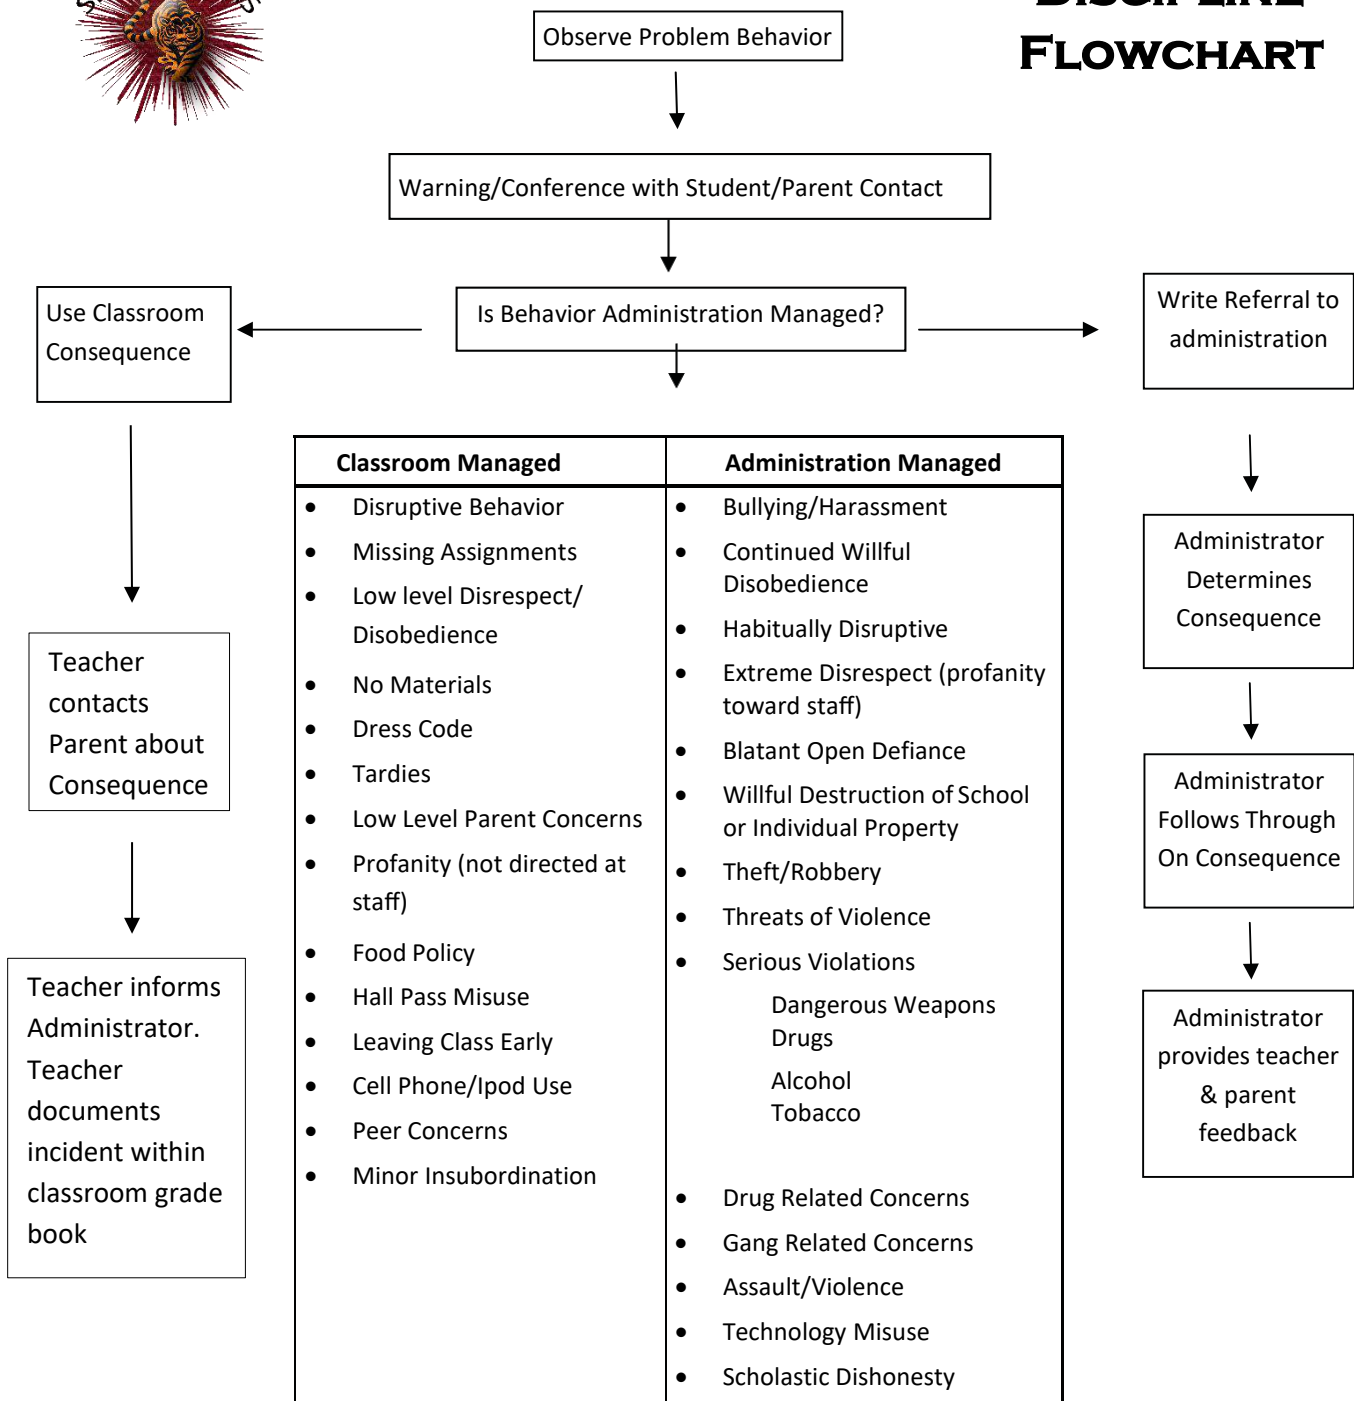 DISCIPLINE
FLOWCHART
Observe Problem Behavior
Warning/Conference with Student/Parent Contact
Is Behavior Administration Managed?
Use Classroom
Consequence
Teacher
contacts
Parent about
Consequence
Teacher informs
Administrator.
Teacher
documents
incident within
classroom grade
book
Classroom Managed
• Disruptive Behavior
• Missing Assignments
• Low level Disrespect/
Disobedience
• No Materials
• Dress Code
• Tardies
• Low Level Parent Concerns
• Profanity (not directed at
staff)
• Food Policy
• Hall Pass Misuse
• Leaving Class Early
• Cell Phone/Ipod Use
• Peer Concerns
• Minor Insubordination
Administration Managed
• Bullying/Harassment
• Continued Willful
Disobedience
• Habitually Disruptive
• Extreme Disrespect (profanity
toward staff)
• Blatant Open Defiance
• Willful Destruction of School
or Individual Property
• Theft/Robbery
• Threats of Violence
• Serious Violations
Dangerous Weapons
Drugs
Alcohol
Tobacco
• Drug Related Concerns
• Gang Related Concerns
• Assault/Violence
• Technology Misuse
• Scholastic Dishonesty
Write Referral to
administration
Administrator
Determines
Consequence
Administrator
Follows Through
On Consequence
Administrator
provides teacher
& parent
feedback